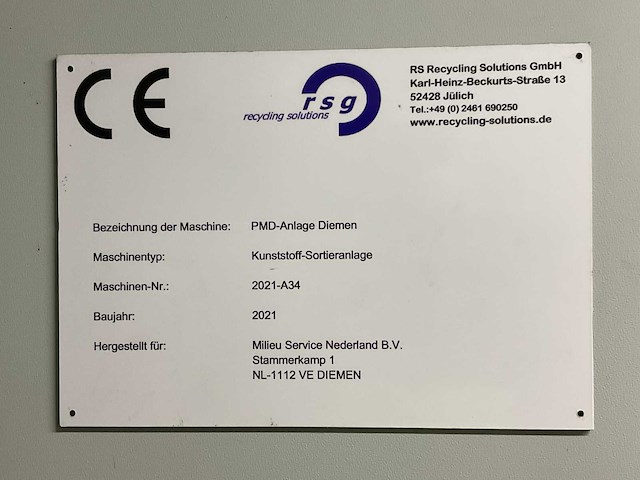 CE
rsg
recycling solutions
RS Recycling Solutions GmbH
Karl-Heinz-Beckurts-Straße 13
52428 Jülich
Tel.:+49 (0) 2461 690250
www.recycling-solutions.de
Bezeichnung der Maschine: PMD-Anlage Diemen
Maschinentyp: Kunststoff-Sortieranlage
Maschinen-Nr.: 2021-A34
Baujahr: 2021
Hergestellt für: Milieu Service Nederland B.V.
Stammerkamp 1
NL-1112 VE DIEMEN